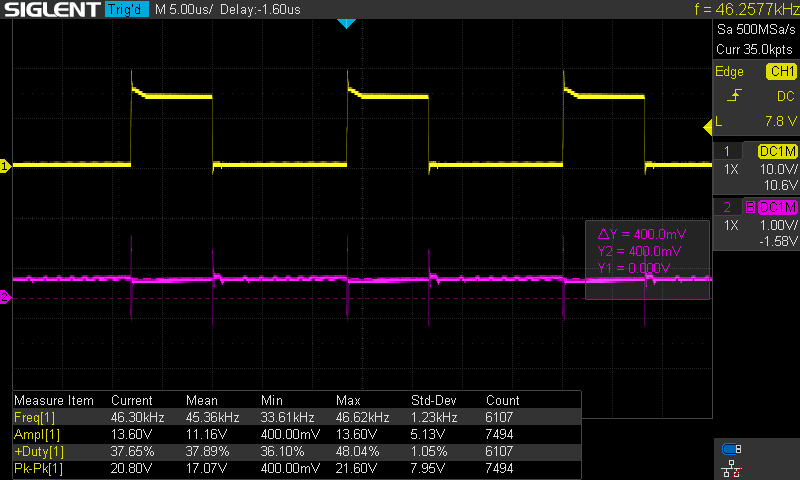 SIGLENT Trig'd M 5.00us/ Delay:-1.60us f = 46.2577kHz
Sa 500MSa/s
Curr 35.0kpts
Edge CH1
DC
L 7.8 V
1 DC1M
1X 10.0V/
10.6V
2 B DC1M
1X 1.00V/
-1.58V
1
2
ΔY = 400.0mV
Y2 = 400.0mV
Y1 = 0.000V
Measure Item Current Mean Min Max Std-Dev Count
Freq[1] 46.30kHz 45.36kHz 33.61kHz 46.62kHz 1.23kHz 6107
Ampl[1] 13.60V 11.16V 400.00mV 13.60V 5.13V 7494
+Duty[1] 37.65% 37.89% 36.10% 48.04% 1.05% 6107
Pk-Pk[1] 20.80V 17.07V 400.00mV 21.60V 7.95V 7494